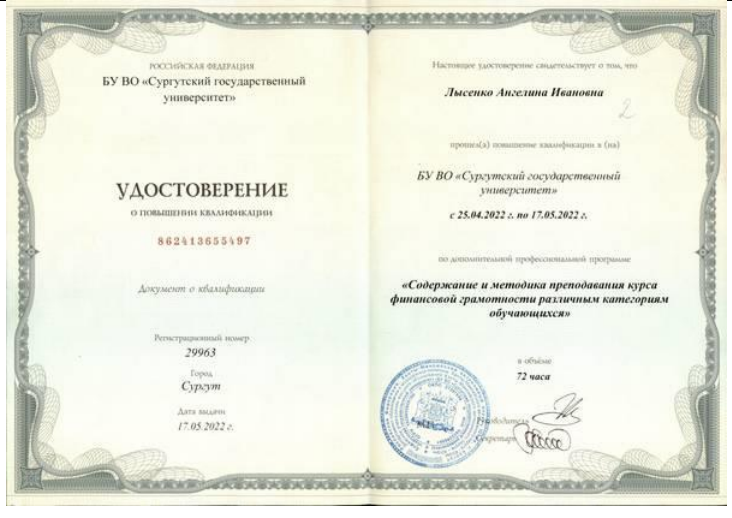 РОССИЙСКАЯ ФЕДЕРАЦИЯ
БУ ВО «Сургутский государственный
университет»
УДОСТОВЕРЕНИЕ
О ПОВЫШЕНИИ КВАЛИФИКАЦИИ
862413655497
Документ о квалификации
Регистрационный номер
29963
Город
Сургут
Дата выдачи
17.05.2022 г.
Настоящее удостоверение свидетельствует о том, что
Лысенко Ангелина Ивановна
2
прошел(а) повышение квалификации в (на)
БУ ВО «Сургутский государственный
университет»
с 25.04.2022 г. по 17.05.2022 г.
по дополнительной профессиональной программе
«Содержание и методика преподавания курса
финансовой грамотности различным категориям
обучающихся»
в объёме
72 часа
Руководитель
Секретарь